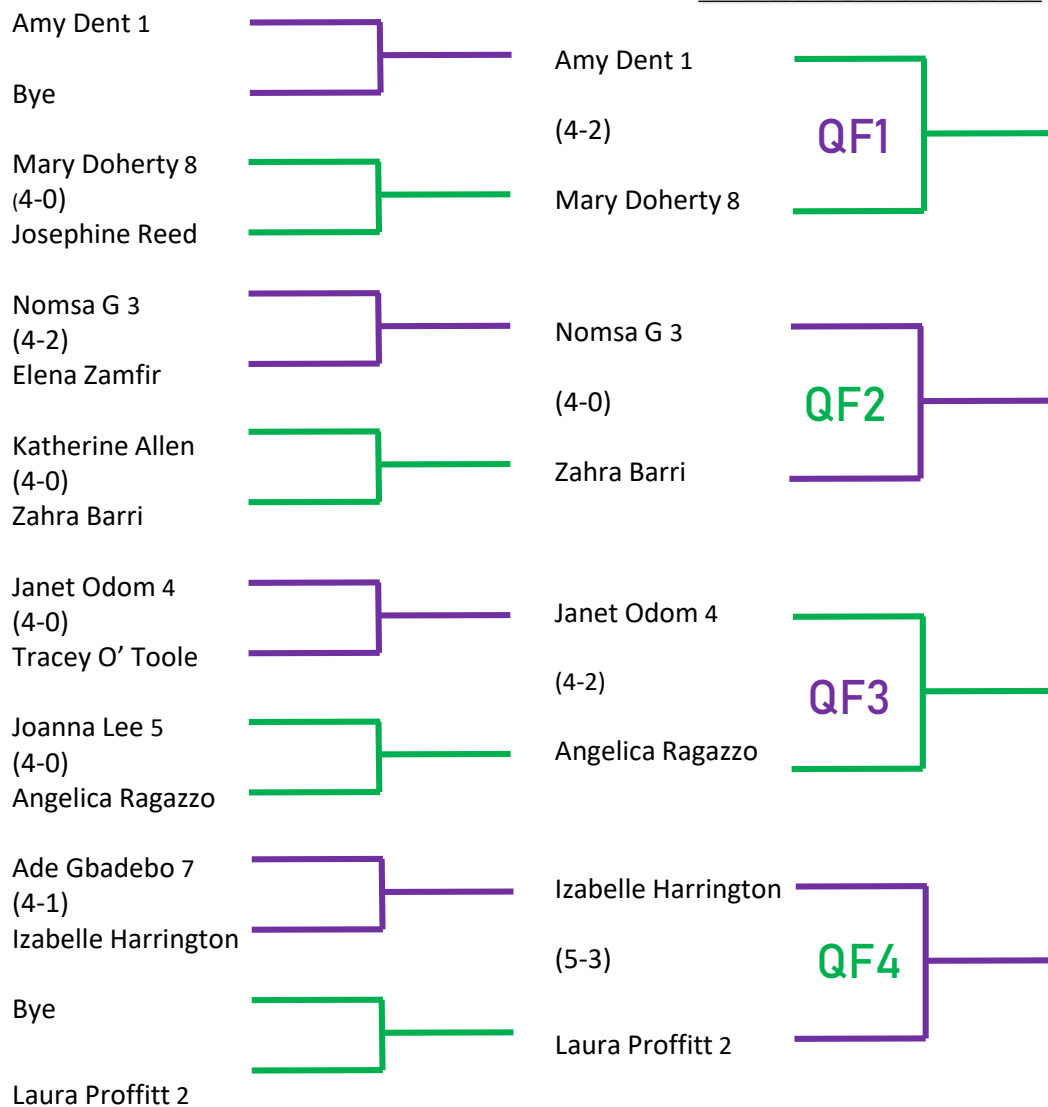 Amy Dent 1
Bye
Mary Doherty 8
(4-0)
Josephine Reed
Nomsa G 3
(4-2)
Elena Zamfir
Katherine Allen
(4-0)
Zahra Barri
Janet Odom 4
(4-0)
Tracey O’ Toole
Joanna Lee 5
(4-0)
Angelica Ragazzo
Ade Gbadebo 7
(4-1)
Izabelle Harrington
Bye
Laura Proffitt 2
Amy Dent 1
(4-2)
QF1
Mary Doherty 8
Nomsa G 3
(4-0)
QF2
Zahra Barri
Janet Odom 4
(4-2)
QF3
Angelica Ragazzo
Izabelle Harrington
(5-3)
QF4
Laura Proffitt 2